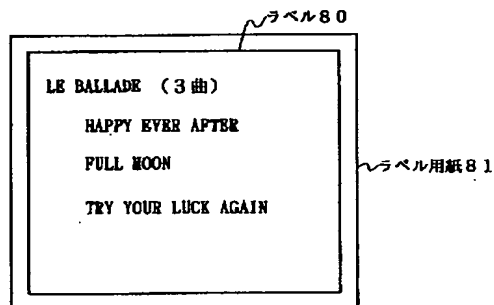 ラベル80
LE BALLADE （3曲）
HAPPY EVER AFTER
FULL MOON
TRY YOUR LUCK AGAIN
ラベル用紙81